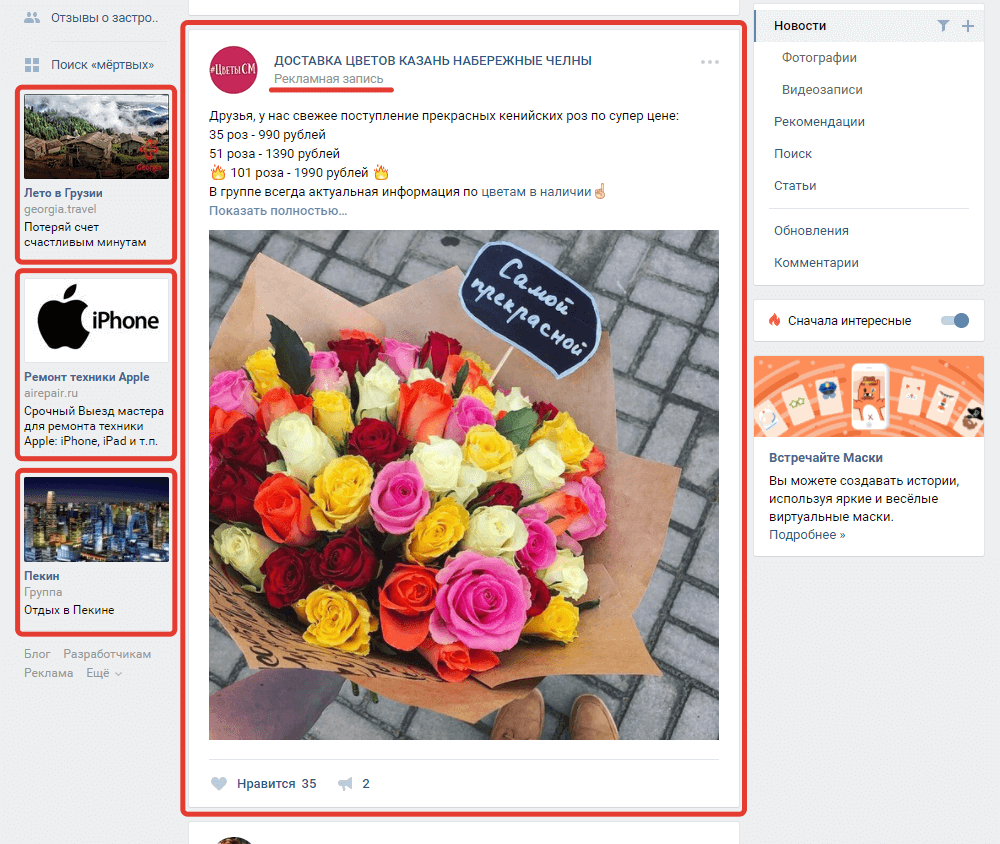 Отзывы о застро..
Поиск «мёртвых»
Georgia
Лето в Грузии
georgia.travel
Потеряй счет
счастливым минутам
iPhone
Ремонт техники Apple
airepair.ru
Срочный Выезд мастера
для ремонта техники
Apple: iPhone, iPad и т.п.
Пекин
Группа
Отдых в Пекине
Блог Разработчикам
Реклама Ещё
#ЦветыСМ
ДОСТАВКА ЦВЕТОВ КАЗАНЬ НАБЕРЕЖНЫЕ ЧЕЛНЫ
Рекламная запись
Друзья, у нас свежее поступление прекрасных кенийских роз по супер цене:
35 роз - 990 рублей
51 роза - 1390 рублей
🔥 101 роза - 1990 рублей 🔥
В группе всегда актуальная информация по цветам в наличии☝
Показать полностью…
Самой
прекрасной
Нравится 35 2
Новости
Фотографии
Видеозаписи
Рекомендации
Поиск
Статьи
Обновления
Комментарии
Сначала интересные
Встречайте Маски
Вы можете создавать истории,
используя яркие и весёлые
виртуальные маски.
Подробнее »